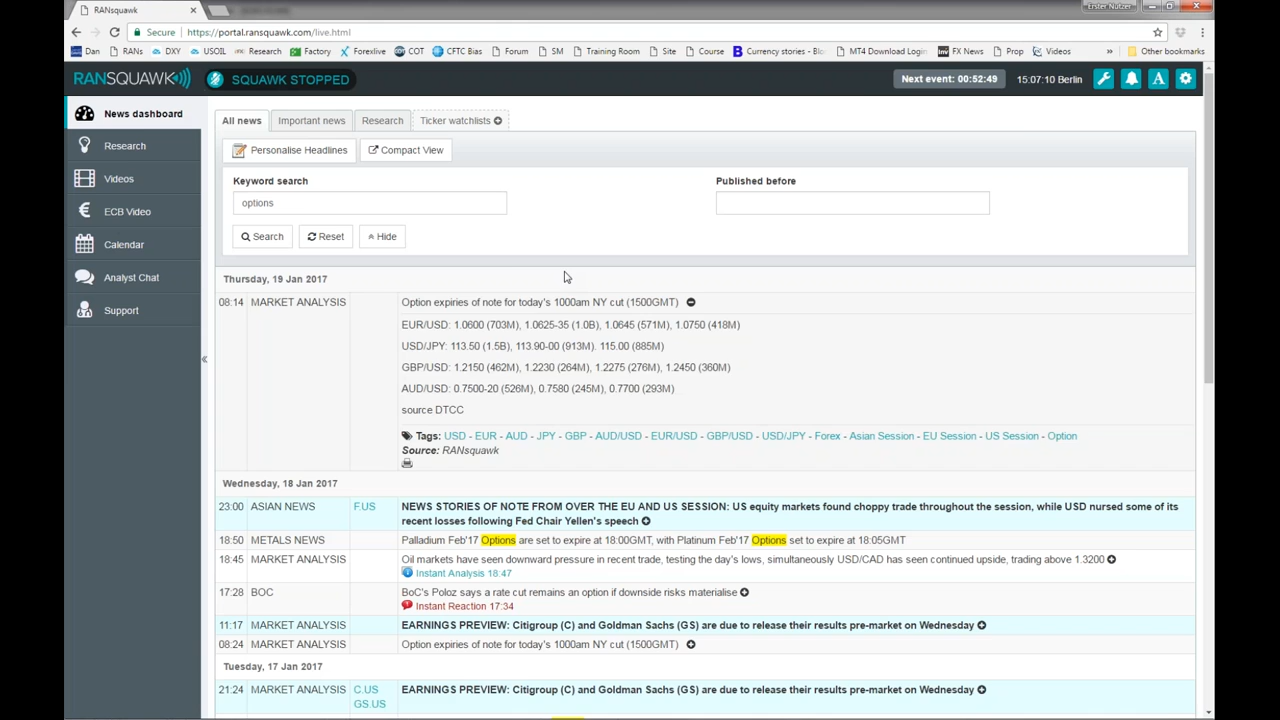 RANsquawk
Erster Nutzer
Secure
https://portal.ransquawk.com/live.html
Dan RANs DXY USOIL Research Factory Forexlive COT CFTC Bias Forum SM Training Room Site Course Currency stories - Blo MT4 Download Login FX News Prop Videos » Other bookmarks
RANSQUAWK SQUAWK STOPPED Next event: 00:52:49 15:07:10 Berlin A
News dashboard
Research
Videos
ECB Video
Calendar
Analyst Chat
Support
All news Important news Research Ticker watchlists
Personalise Headlines Compact View
Keyword search Published before
options
Search Reset Hide
Thursday, 19 Jan 2017
08:14 MARKET ANALYSIS Option expiries of note for today's 1000am NY cut (1500GMT)
EUR/USD: 1.0600 (703M), 1.0625-35 (1.0B), 1.0645 (571M), 1.0750 (418M)
USD/JPY: 113.50 (1.5B), 113.90-00 (913M). 115.00 (885M)
GBP/USD: 1.2150 (462M), 1.2230 (264M), 1.2275 (276M), 1.2450 (360M)
AUD/USD: 0.7500-20 (526M), 0.7580 (245M), 0.7700 (293M)
source DTCC
Tags: USD - EUR - AUD - JPY - GBP - AUD/USD - EUR/USD - GBP/USD - USD/JPY - Forex - Asian Session - EU Session - US Session - Option
Source: RANsquawk
Wednesday, 18 Jan 2017
23:00 ASIAN NEWS F.US NEWS STORIES OF NOTE FROM OVER THE EU AND US SESSION: US equity markets found choppy trade throughout the session, while USD nursed some of its
recent losses following Fed Chair Yellen's speech
18:50 METALS NEWS Palladium Feb'17 Options are set to expire at 18:00GMT, with Platinum Feb'17 Options set to expire at 18:05GMT
18:45 MARKET ANALYSIS Oil markets have seen downward pressure in recent trade, testing the day's lows, simultaneously USD/CAD has seen continued upside, trading above 1.3200
Instant Analysis 18:47
17:28 BOC BoC's Poloz says a rate cut remains an option if downside risks materialise
Instant Reaction 17:34
11:17 MARKET ANALYSIS EARNINGS PREVIEW: Citigroup (C) and Goldman Sachs (GS) are due to release their results pre-market on Wednesday
08:24 MARKET ANALYSIS Option expiries of note for today's 1000am NY cut (1500GMT)
Tuesday, 17 Jan 2017
21:24 MARKET ANALYSIS C.US EARNINGS PREVIEW: Citigroup (C) and Goldman Sachs (GS) are due to release their results pre-market on Wednesday
GS.US